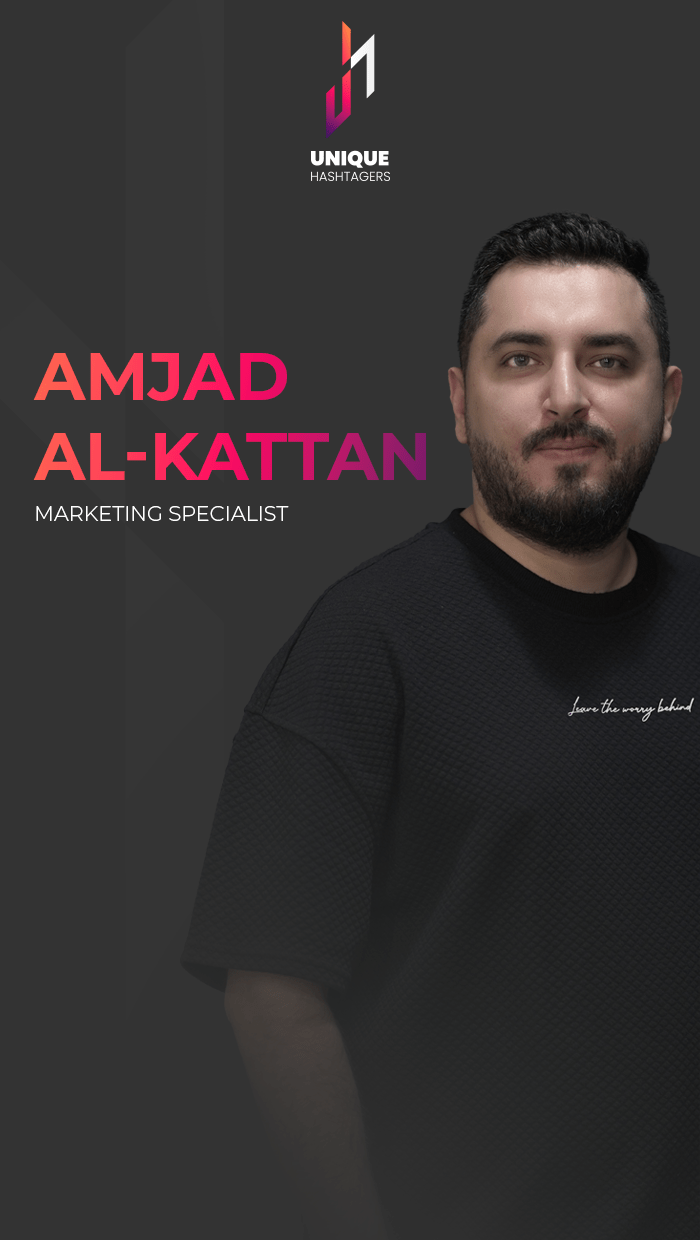 UNIQUE
HASHTAGERS
AMJAD
AL-KATTAN
MARKETING SPECIALIST
Leave the worry behind